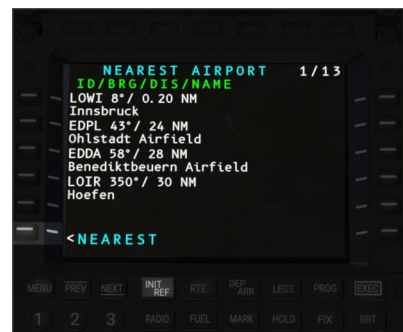 NEAREST AIRPORT 1/13
ID/BRG/DIS/NAME
LOWI 8°/ 0.20 NM
Innsbruck
EDPL 43°/ 24 NM
Ohlstadt Airfield
EDDA 58°/ 28 NM
Benediktbeuern Airfield
LOIR 350°/ 30 NM
Hoefen
<NEAREST
MENU PREV NEXT INIT REF RTE DEP ARR LEGS PROG EXEC
1 2 3 RADIO FUEL MARK HOLD FIX BRT